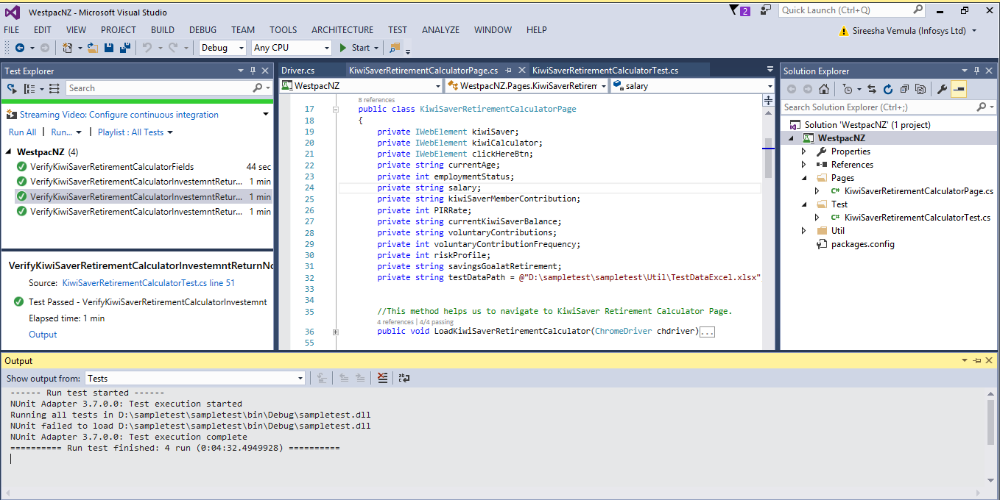 WestpacNZ - Microsoft Visual Studio
2
Quick Launch (Ctrl+Q)
FILE EDIT VIEW PROJECT BUILD DEBUG TEAM TOOLS ARCHITECTURE TEST ANALYZE WINDOW HELP
Sireesha Vemula (Infosys Ltd)
Debug Any CPU Start
Test Explorer
Search
Streaming Video: Configure continuous integration
Run All | Run... | Playlist : All Tests
WestpacNZ (4)
VerifyKiwiSaverRetirementCalculatorFields 44 sec
VerifyKiwiSaverRetirementCalculatorInvestemntRetur... 1 min
VerifyKiwiSaverRetirementCalculatorInvestemntRetur... 1 min
VerifyKiwiSaverRetirementCalculatorInvestemntRetur... 1 min
VerifyKiwiSaverRetirementCalculatorInvestemntReturnNo
Source: KiwiSaverRetirementCalculatorTest.cs line 51
Test Passed - VerifyKiwiSaverRetirementCalculatorInvestemnt
Elapsed time: 1 min
Output
Driver.cs KiwiSaverRetirementCalculatorPage.cs KiwiSaverRetirementCalculatorTest.cs
WestpacNZ WestpacNZ.Pages.KiwiSaverRetirem salary
8 references
17 public class KiwiSaverRetirementCalculatorPage
18 {
19 private IWebElement kiwiSaver;
20 private IWebElement kiwiCalculator;
21 private IWebElement clickHereBtn;
22 private string currentAge;
23 private int employmentStatus;
24 private string salary;
25 private string kiwiSaverMemberContribution;
26 private int PIRRate;
27 private string currentKiwiSaverBalance;
28 private string voluntaryContributions;
29 private int voluntaryContributionFrequency;
30 private int riskProfile;
31 private string savingsGoalatRetirement;
32 private string testDataPath = @"D:\sampletest\sampletest\Util\TestDataExcel.xlsx"
33
34
35 //This method helps us to navigate to KiwiSaver Retirement Calculator Page.
4 references | 4/4 passing
36 public void LoadKiwiSaverRetirementCalculator(ChromeDriver chdriver)...
55
Solution Explorer
Search Solution Explorer (Ctrl+;)
Solution 'WestpacNZ' (1 project)
WestpacNZ
Properties
References
Pages
C# KiwiSaverRetirementCalculatorPage.cs
Test
C# KiwiSaverRetirementCalculatorTest.cs
Util
packages.config
Output
Show output from: Tests
------ Run test started ------
NUnit Adapter 3.7.0.0: Test execution started
Running all tests in D:\sampletest\sampletest\bin\Debug\sampletest.dll
NUnit failed to load D:\sampletest\sampletest\bin\Debug\sampletest.dll
NUnit Adapter 3.7.0.0: Test execution complete
========== Run test finished: 4 run (0:04:32.4949928) ==========